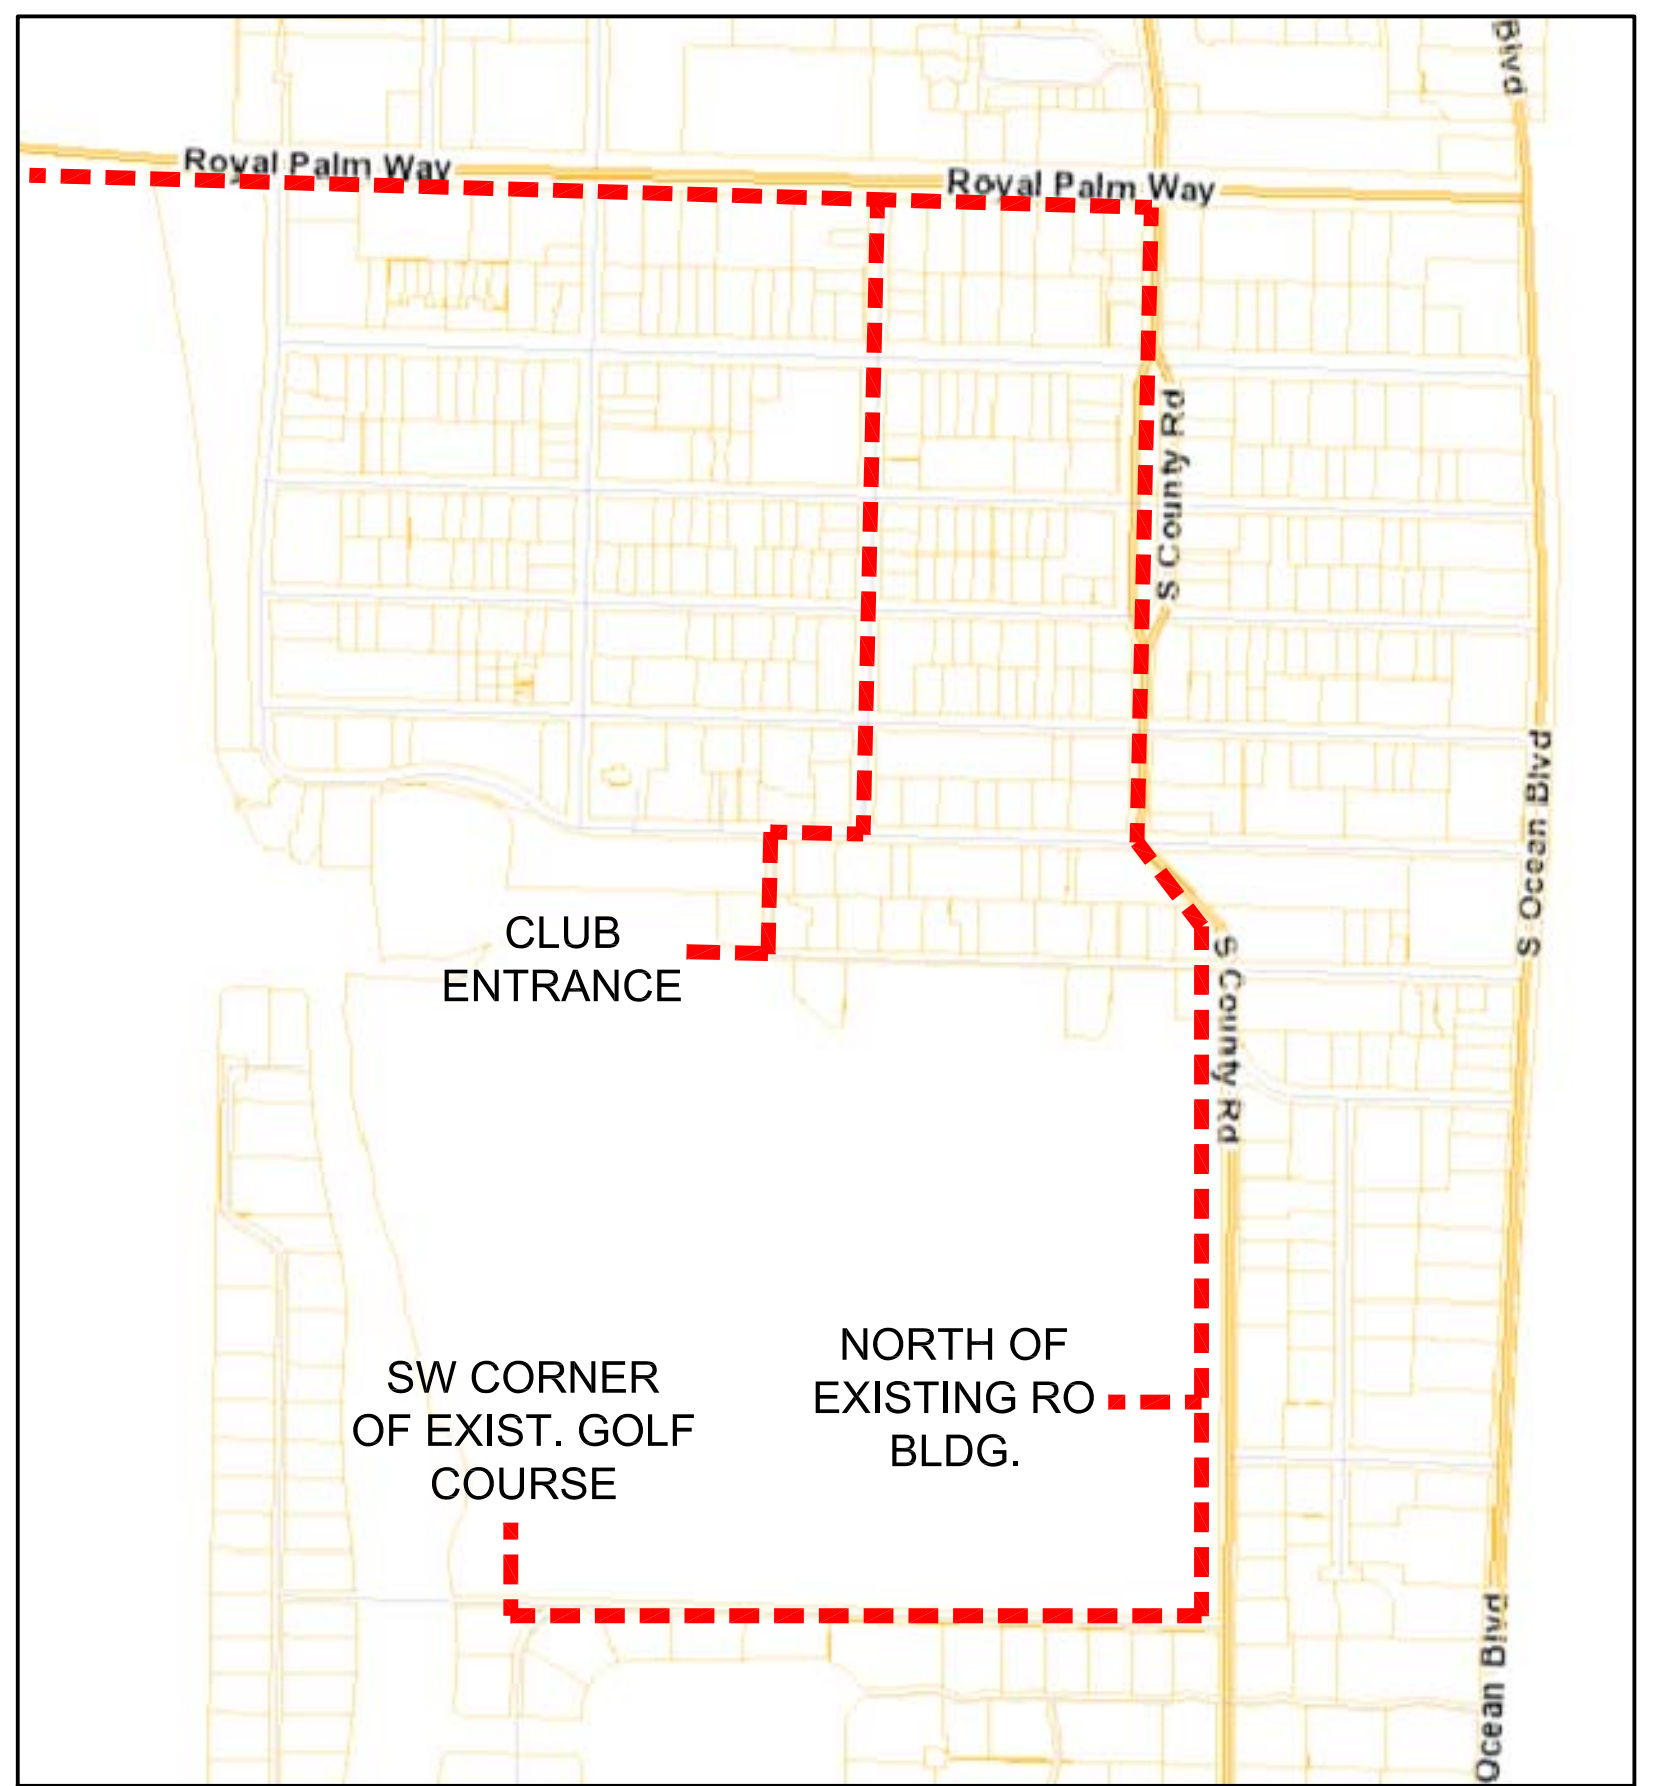 Blvd
Royal Palm Way
Royal Palm Way
S County Rd
S Ocean Blvd
CLUB
ENTRANCE
S County Rd
NORTH OF
EXISTING RO
BLDG.
SW CORNER
OF EXIST. GOLF
COURSE
Ocean Blvd